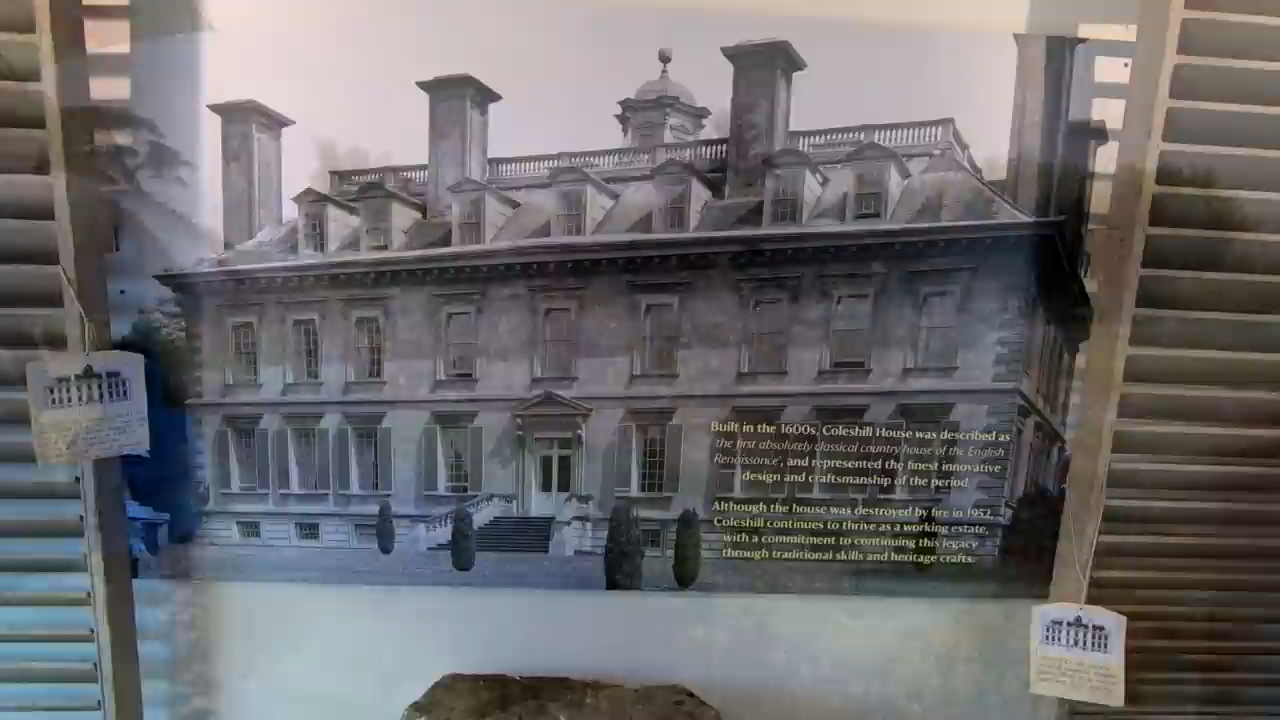 Built in the 1600s, Coleshill House was described as
the first absolutely classical country house of the English
Renaissance', and represented the finest innovative
design and craftsmanship of the period.
Although the house was destroyed by fire in 1952,
Coleshill continues to thrive as a working estate,
with a commitment to continuing this legacy
through traditional skills and heritage crafts.